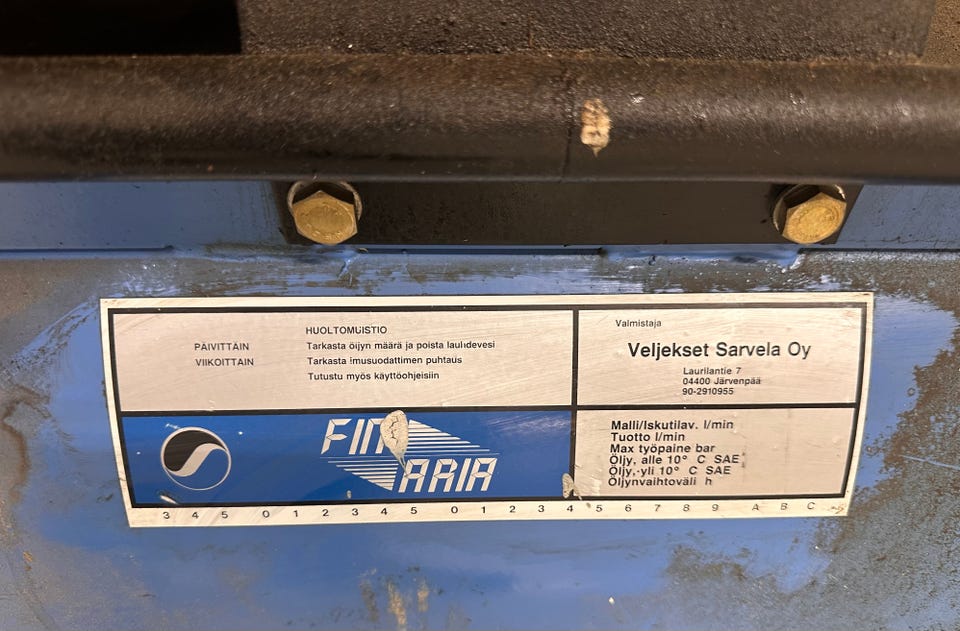 HUOLTOMUISTIO
PÄIVITTÄIN Tarkasta öljyn määrä ja poista lauhdevesi
VIIKOITTAIN Tarkasta imusuodattimen puhtaus
Tutustu myös käyttöohjeisiin
Valmistaja
Veljekset Sarvela Oy
Laurilantie 7
04400 Järvenpää
90-2910955
FIN
ARIA
Malli/Iskutilav. l/min
Tuotto l/min
Max työpaine bar
Öljy, alle 10° C SAE
Öljy, yli 10° C SAE
Öljynvaihtoväli h
3 4 5 0 1 2 3 4 5 0 1 2 3 4 5 6 7 8 9 A B C